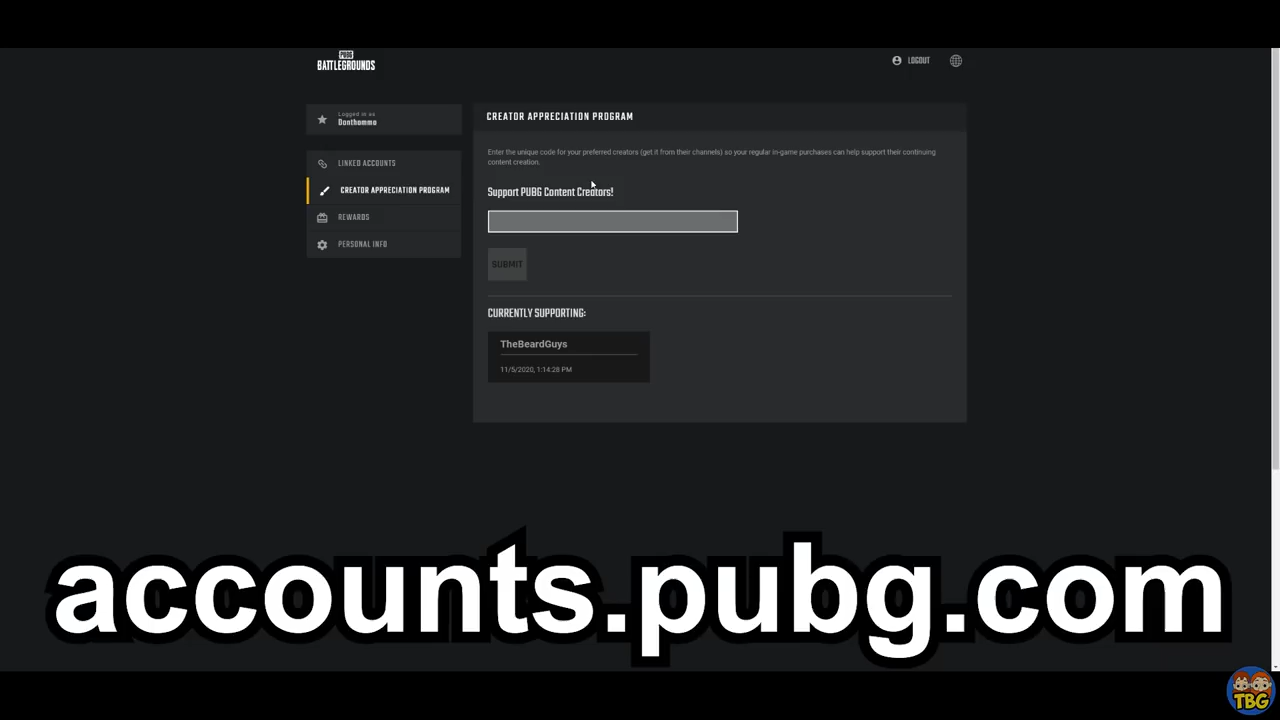 PUBG
BATTLEGROUNDS
LOGOUT
Logged in as
Donthommo
LINKED ACCOUNTS
CREATOR APPRECIATION PROGRAM
REWARDS
PERSONAL INFO
CREATOR APPRECIATION PROGRAM
Enter the unique code for your preferred creators (get it from their channels) so your regular in-game purchases can help support their continuing
content creation.
Support PUBG Content Creators!
SUBMIT
CURRENTLY SUPPORTING:
TheBeardGuys
11/5/2020, 1:14:28 PM
accounts.pubg.com
TBG